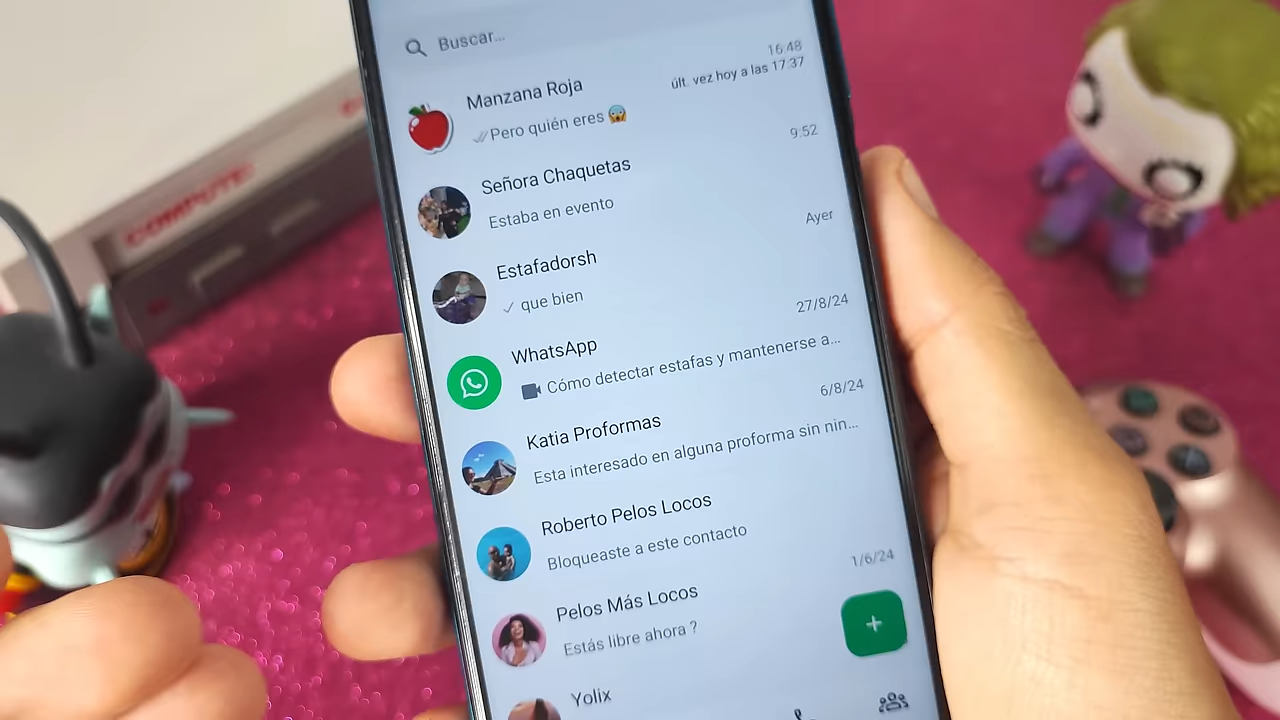 Buscar...
Manzana Roja
16:48
últ. vez hoy a las 17:37
Pero quién eres 😱
Señora Chaquetas
9:52
Estaba en evento
Estafadorsh
Ayer
que bien
WhatsApp
27/8/24
Cómo detectar estafas y mantenerse a...
Katia Proformas
6/8/24
Esta interesado en alguna proforma sin nin...
Roberto Pelos Locos
Bloqueaste a este contacto
Pelos Más Locos
1/6/24
Estás libre ahora ?
Yolix
COMPUTE